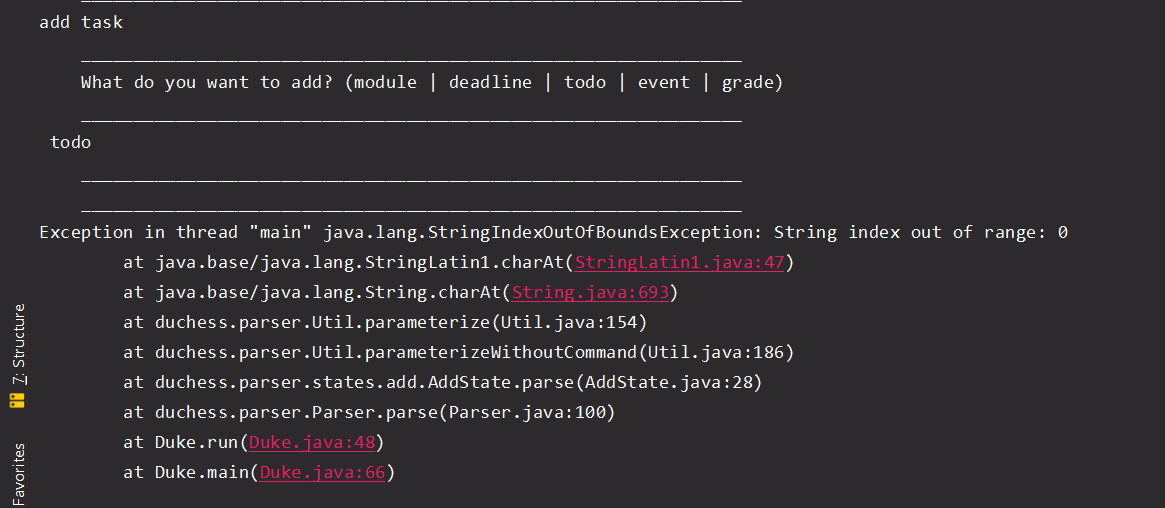 add task
____________________________________________________________
What do you want to add? (module | deadline | todo | event | grade)
____________________________________________________________
todo
____________________________________________________________
____________________________________________________________
Exception in thread "main" java.lang.StringIndexOutOfBoundsException: String index out of range: 0
at java.base/java.lang.StringLatin1.charAt(StringLatin1.java:47)
at java.base/java.lang.String.charAt(String.java:693)
at duchess.parser.Util.parameterize(Util.java:154)
at duchess.parser.Util.parameterizeWithoutCommand(Util.java:186)
at duchess.parser.states.add.AddState.parse(AddState.java:28)
at duchess.parser.Parser.parse(Parser.java:100)
at Duke.run(Duke.java:48)
at Duke.main(Duke.java:66)
7: Structure
Favorites